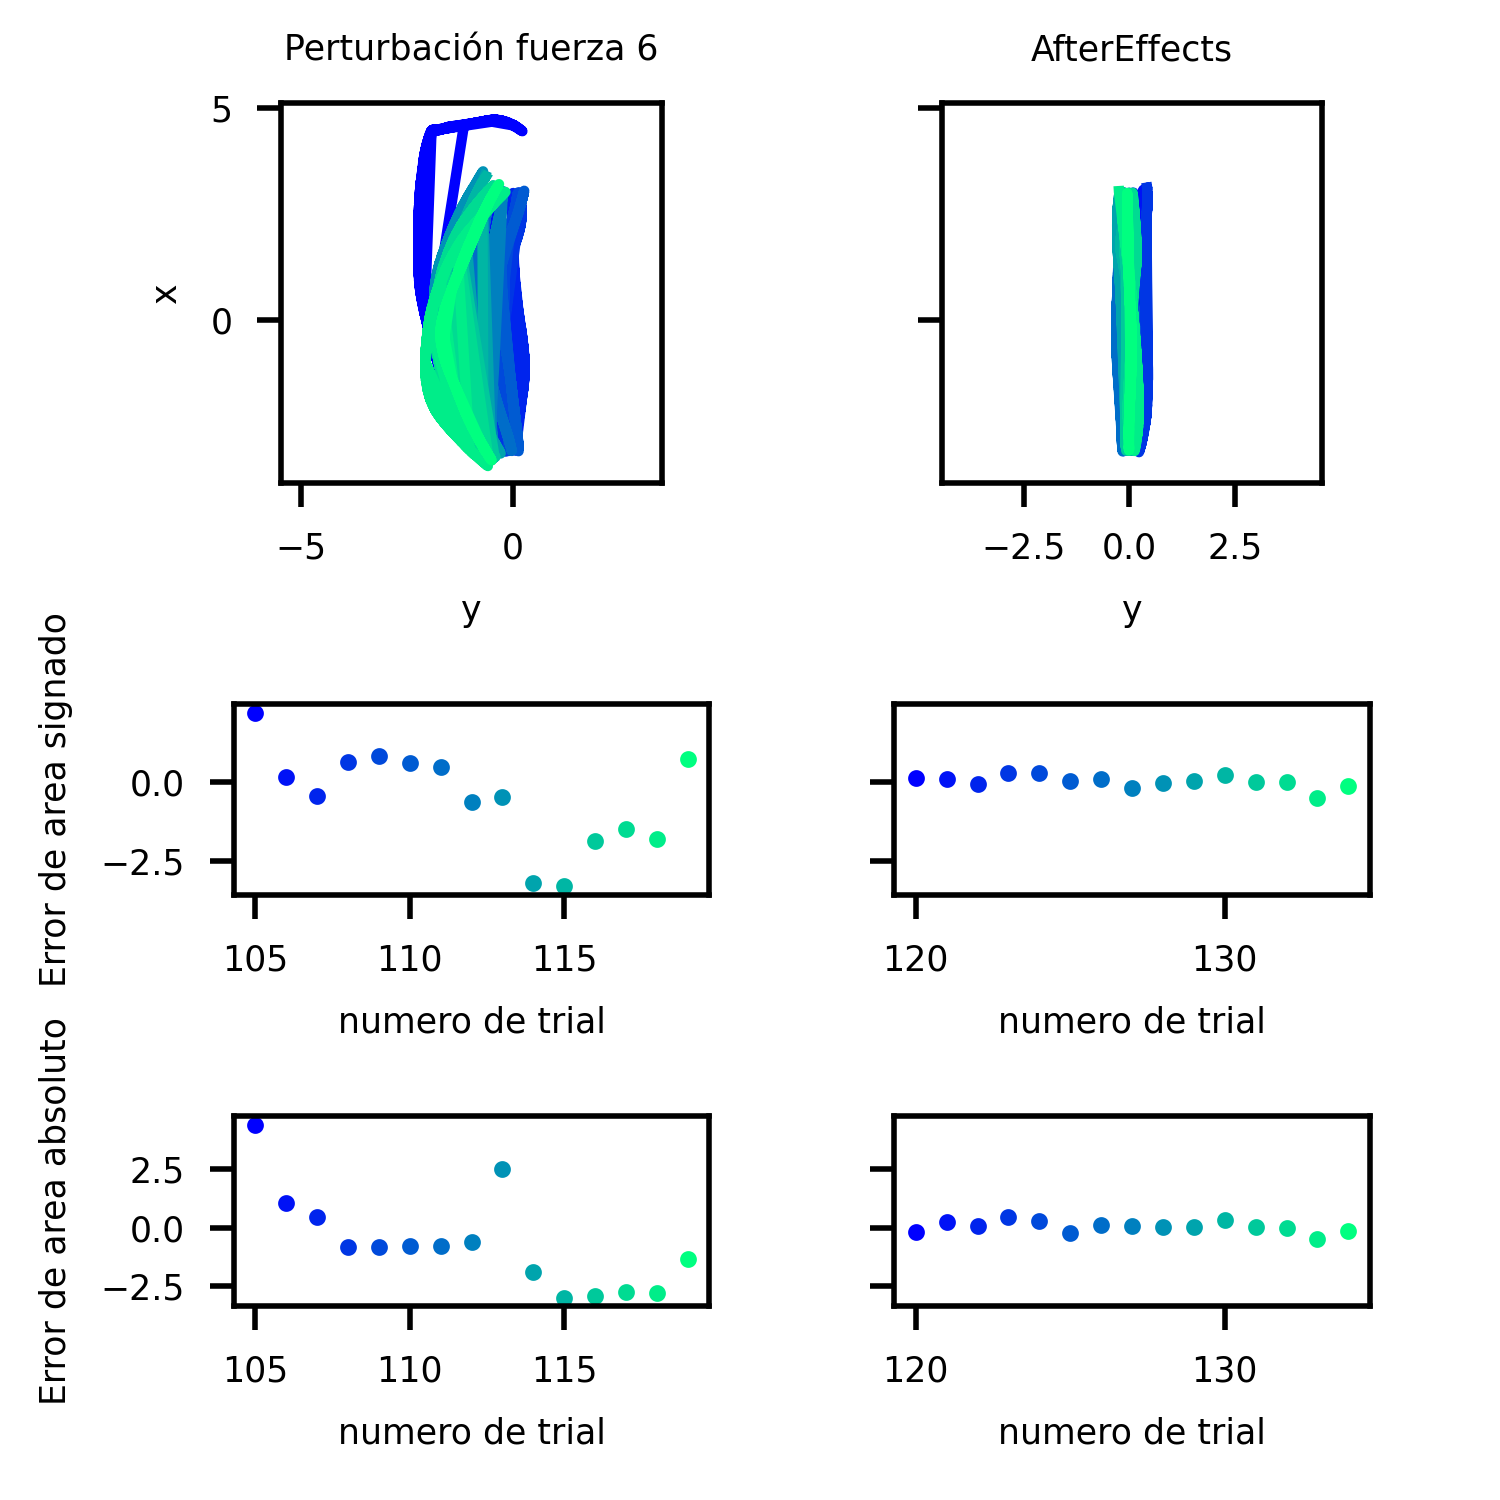 Perturbación fuerza 6
AfterEffects
5
0
x
−5
0
y
−2.5
0.0
2.5
y
Error de area signado
0.0
−2.5
105
110
115
numero de trial
120
130
numero de trial
Error de area absoluto
2.5
0.0
−2.5
105
110
115
numero de trial
120
130
numero de trial